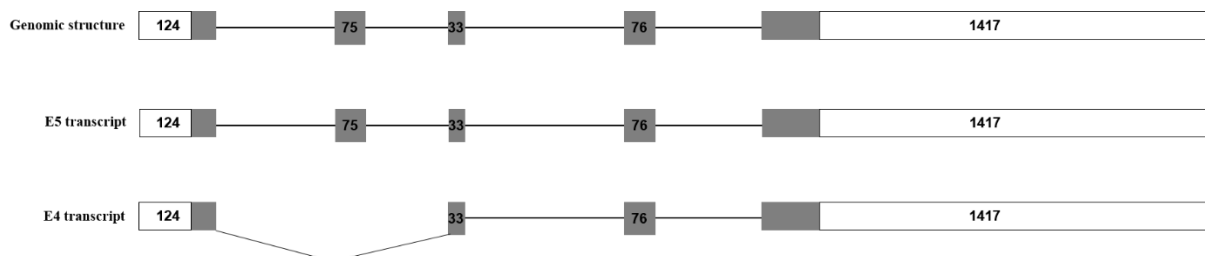 Genomic structure 124 75 33 76 1417
E5 transcript 124 75 33 76 1417
E4 transcript 124 33 76 1417